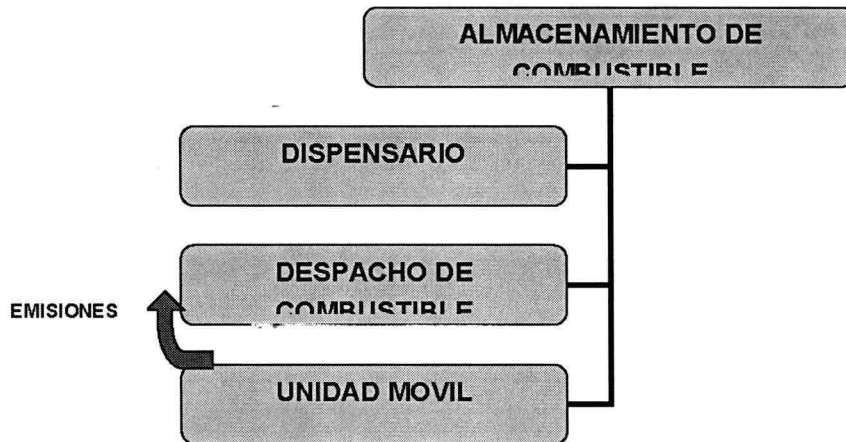 ALMACENAMIENTO DE
COMBUSTIBLE
DISPENSARIO
DESPACHO DE
COMBUSTIBLE
EMISIONES
UNIDAD MOVIL